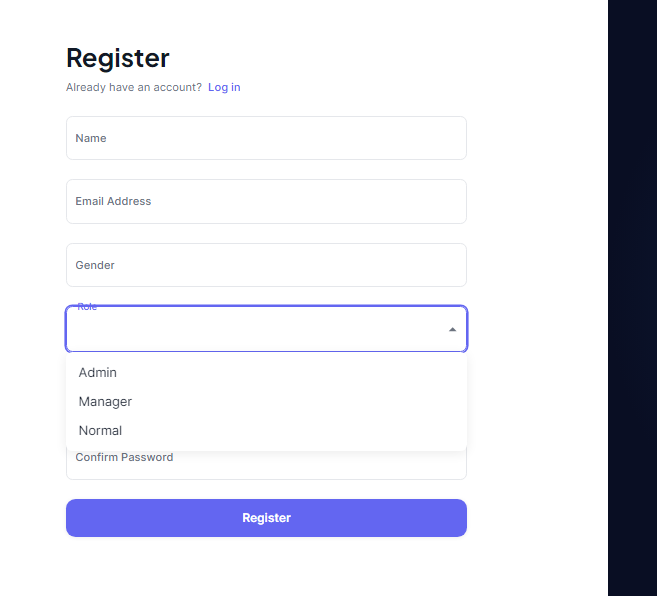 Register
Already have an account? Log in
Name
Email Address
Gender
Role
Admin
Manager
Normal
Confirm Password
Register